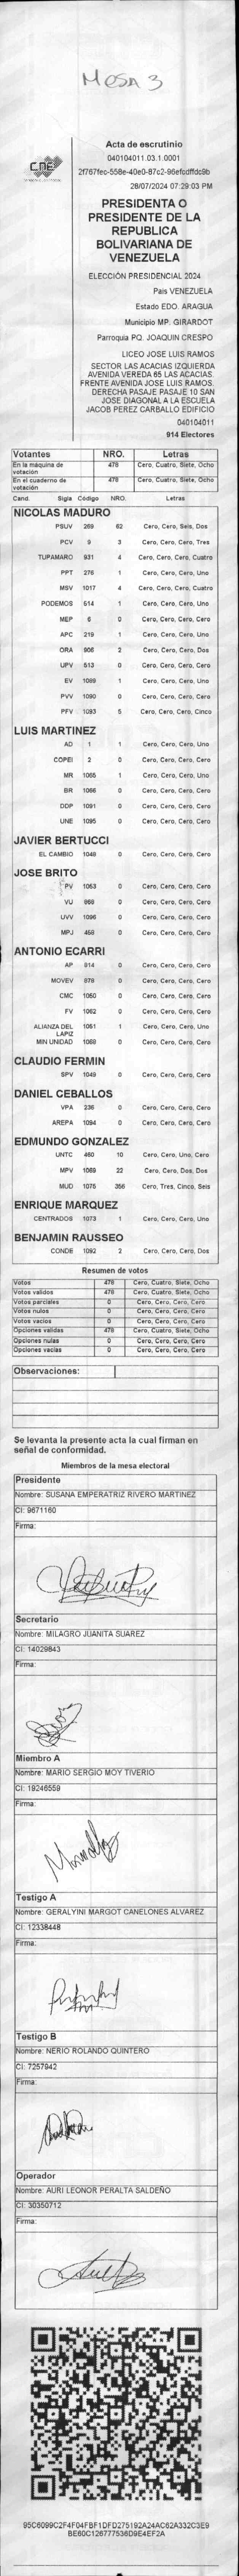 MESA 3
CNE
Acta de escrutinio
040104011.03.1.0001
2f767fec-558e-40e0-87c2-96efcdffdc9b
28/07/2024 07:29:03 PM
PRESIDENTA O
PRESIDENTE DE LA
REPUBLICA
BOLIVARIANA DE
VENEZUELA
ELECCIÓN PRESIDENCIAL 2024
Pais VENEZUELA
Estado EDO. ARAGUA
Municipio MP. GIRARDOT
Parroquia PQ. JOAQUIN CRESPO
LICEO JOSE LUIS RAMOS
SECTOR LAS ACACIAS IZQUIERDA
AVENIDA VEREDA 65 LAS ACACIAS.
FRENTE AVENIDA JOSE LUIS RAMOS.
DERECHA PASAJE PASAJE 10 SAN
JOSE DIAGONAL A LA ESCUELA
JACOB PEREZ CARBALLO EDIFICIO
040104011
914 Electores
Votantes NRO. Letras
En la máquina de votación 478 Cero, Cuatro, Siete, Ocho
En el cuaderno de votación 478 Cero, Cuatro, Siete, Ocho
Cand. Sigla Código NRO. Letras
NICOLAS MADURO
PSUV 269 62 Cero, Cero, Seis, Dos
PCV 9 3 Cero, Cero, Cero, Tres
TUPAMARO 931 4 Cero, Cero, Cero, Cuatro
PPT 276 1 Cero, Cero, Cero, Uno
MSV 1017 4 Cero, Cero, Cero, Cuatro
PODEMOS 514 1 Cero, Cero, Cero, Uno
MEP 6 0 Cero, Cero, Cero, Cero
APC 219 1 Cero, Cero, Cero, Uno
ORA 906 2 Cero, Cero, Cero, Dos
UPV 513 0 Cero, Cero, Cero, Cero
EV 1089 1 Cero, Cero, Cero, Uno
PVV 1090 0 Cero, Cero, Cero, Cero
PFV 1093 5 Cero, Cero, Cero, Cinco
LUIS MARTINEZ
AD 1 1 Cero, Cero, Cero, Uno
COPEI 2 0 Cero, Cero, Cero, Cero
MR 1065 1 Cero, Cero, Cero, Uno
BR 1066 0 Cero, Cero, Cero, Cero
DDP 1091 0 Cero, Cero, Cero, Cero
UNE 1095 0 Cero, Cero, Cero, Cero
JAVIER BERTUCCI
EL CAMBIO 1048 0 Cero, Cero, Cero, Cero
JOSE BRITO
PV 1063 0 Cero, Cero, Cero, Cero
VU 868 0 Cero, Cero, Cero, Cero
UVV 1096 0 Cero, Cero, Cero, Cero
MPJ 458 0 Cero, Cero, Cero, Cero
ANTONIO ECARRI
AP 914 0 Cero, Cero, Cero, Cero
MOVEV 978 0 Cero, Cero, Cero, Cero
CMC 1050 0 Cero, Cero, Cero, Cero
FV 1062 0 Cero, Cero, Cero, Cero
ALIANZA DEL 1051 1 Cero, Cero, Cero, Uno
LAPIZ
MIN UNIDAD 1068 0 Cero, Cero, Cero, Cero
CLAUDIO FERMIN
SPV 1049 0 Cero, Cero, Cero, Cero
DANIEL CEBALLOS
VPA 236 0 Cero, Cero, Cero, Cero
AREPA 1094 0 Cero, Cero, Cero, Cero
EDMUNDO GONZALEZ
UNTC 460 10 Cero, Cero, Uno, Cero
MPV 1069 22 Cero, Cero, Dos, Dos
MUD 1075 356 Cero, Tres, Cinco, Seis
ENRIQUE MARQUEZ
CENTRADOS 1073 1 Cero, Cero, Cero, Uno
BENJAMIN RAUSSEO
CONDE 1092 2 Cero, Cero, Cero, Dos
Resumen de votos
Votos 478 Cero, Cuatro, Siete, Ocho
Votos validos 478 Cero, Cuatro, Siete, Ocho
Votos parciales 0 Cero, Cero, Cero, Cero
Votos nulos 0 Cero, Cero, Cero, Cero
Votos vacios 0 Cero, Cero, Cero, Cero
Opciones validas 478 Cero, Cuatro, Siete, Ocho
Opciones nulas 0 Cero, Cero, Cero, Cero
Opciones vacias 0 Cero, Cero, Cero, Cero
Observaciones:
Se levanta la presente acta la cual firman en
señal de conformidad.
Miembros de la mesa electoral
Presidente
Nombre: SUSANA EMPERATRIZ RIVERO MARTINEZ
CI: 9671160
Firma:
Secretario
Nombre: MILAGRO JUANITA SUAREZ
CI: 14029843
Firma:
Miembro A
Nombre: MARIO SERGIO MOY TIVERIO
CI: 19246559
Firma:
Testigo A
Nombre: GERALYINI MARGOT CANELONES ALVAREZ
CI: 12338448
Firma:
Testigo B
Nombre: NERIO ROLANDO QUINTERO
CI: 7257942
Firma:
Operador
Nombre: AURI LEONOR PERALTA SALDEÑO
CI: 30350712
Firma:
95C6099C2F4F04FBF1DFD275192A24AC62A332C3E9
BE60C126777536D9E4EF2A